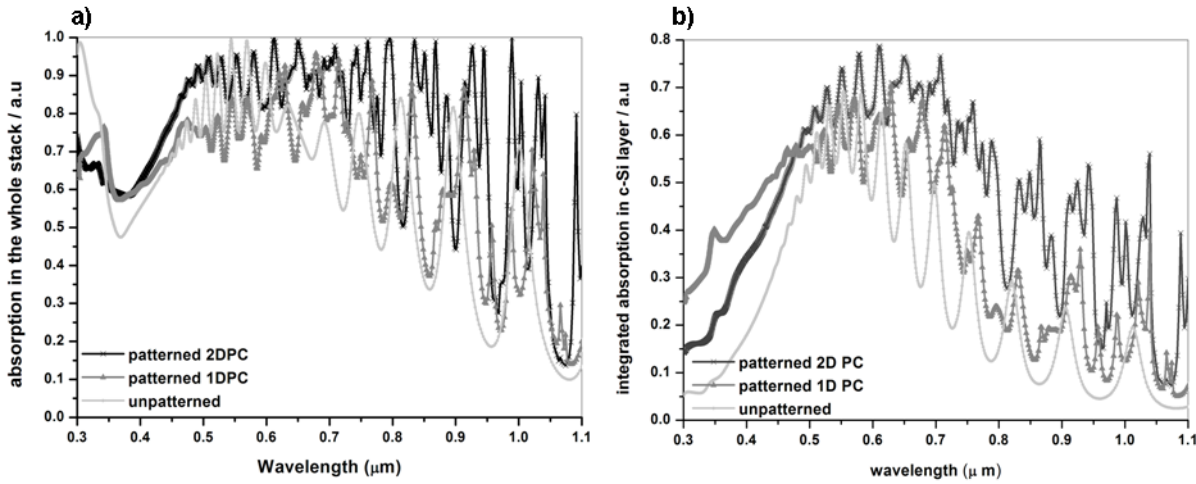 a)
absorption in the whole stack / a.u
1.0
0.9
0.8
0.7
0.6
0.5
0.4
0.3
0.2
0.1
0.0
patterned 2DPC
patterned 1DPC
unpatterned
0.3 0.4 0.5 0.6 0.7 0.8 0.9 1.0 1.1
Wavelength (μm)
b)
integrated absorption in c-Si layer / a.u
0.8
0.7
0.6
0.5
0.4
0.3
0.2
0.1
0.0
patterned 2D PC
patterned 1D PC
unpatterned
0.3 0.4 0.5 0.6 0.7 0.8 0.9 1.0 1.1
wavelength (μ m)